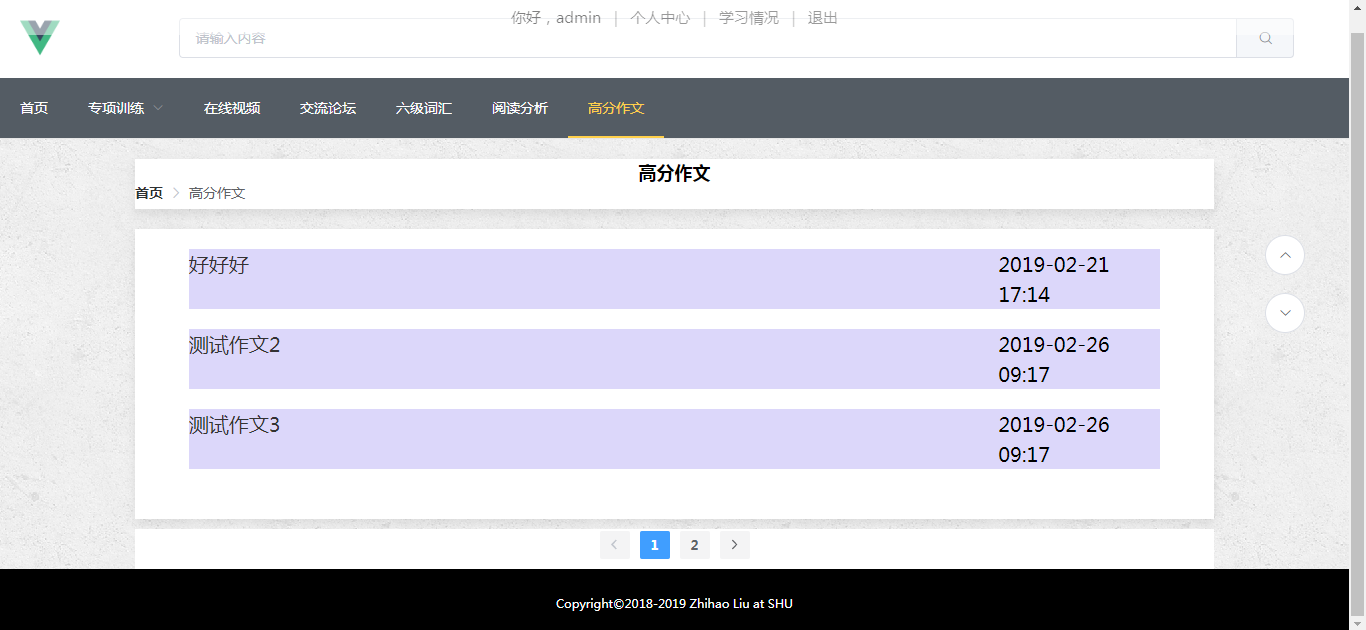 你好，admin | 个人中心 | 学习情况 | 退出
请输入内容
首页 专项训练 在线视频 交流论坛 六级词汇 阅读分析 高分作文
高分作文
首页 > 高分作文
好好好 2019-02-21
17:14
测试作文2 2019-02-26
09:17
测试作文3 2019-02-26
09:17
< 1 2 >
Copyright©2018-2019 Zhihao Liu at SHU